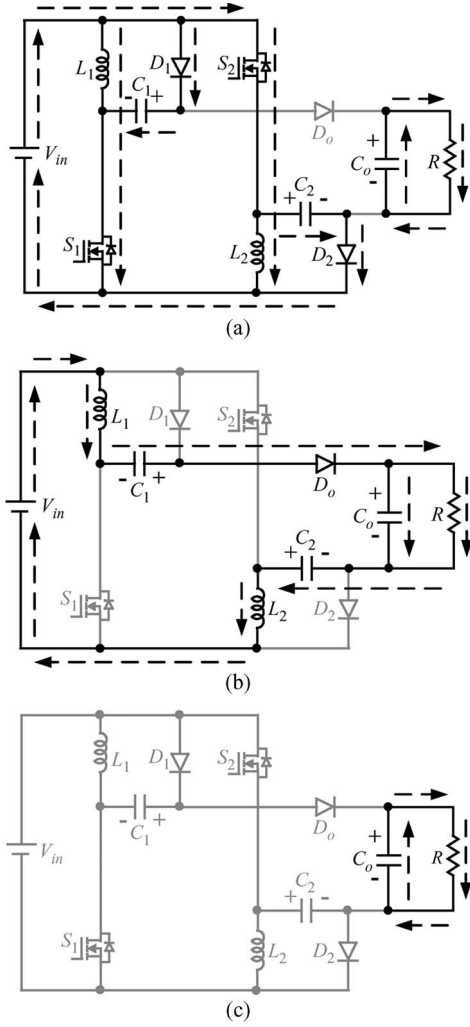 L1 D1 S2
- C1 +
Vin Do + Co - R
C2
+ -
S1 L2 D2
(a)
L1 D1 S2
- C1 + Do + Co - R
Vin C2
+ -
S1 L2 D2
(b)
L1 D1 S2
- C1 + Do + Co - R
Vin C2
+ -
S1 L2 D2
(c)